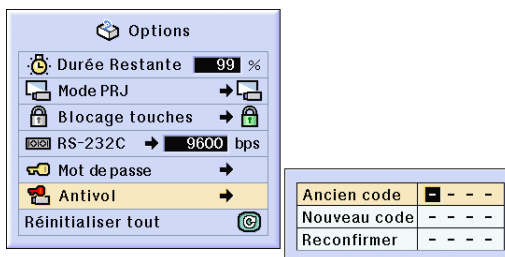 Options
Durée Restante 99 %
Mode PRJ
Blocage touches
RS-232C 9600 bps
Mot de passe
Antivol
Réinitialiser tout
Ancien code - - - -
Nouveau code - - - -
Reconfirmer - - - -